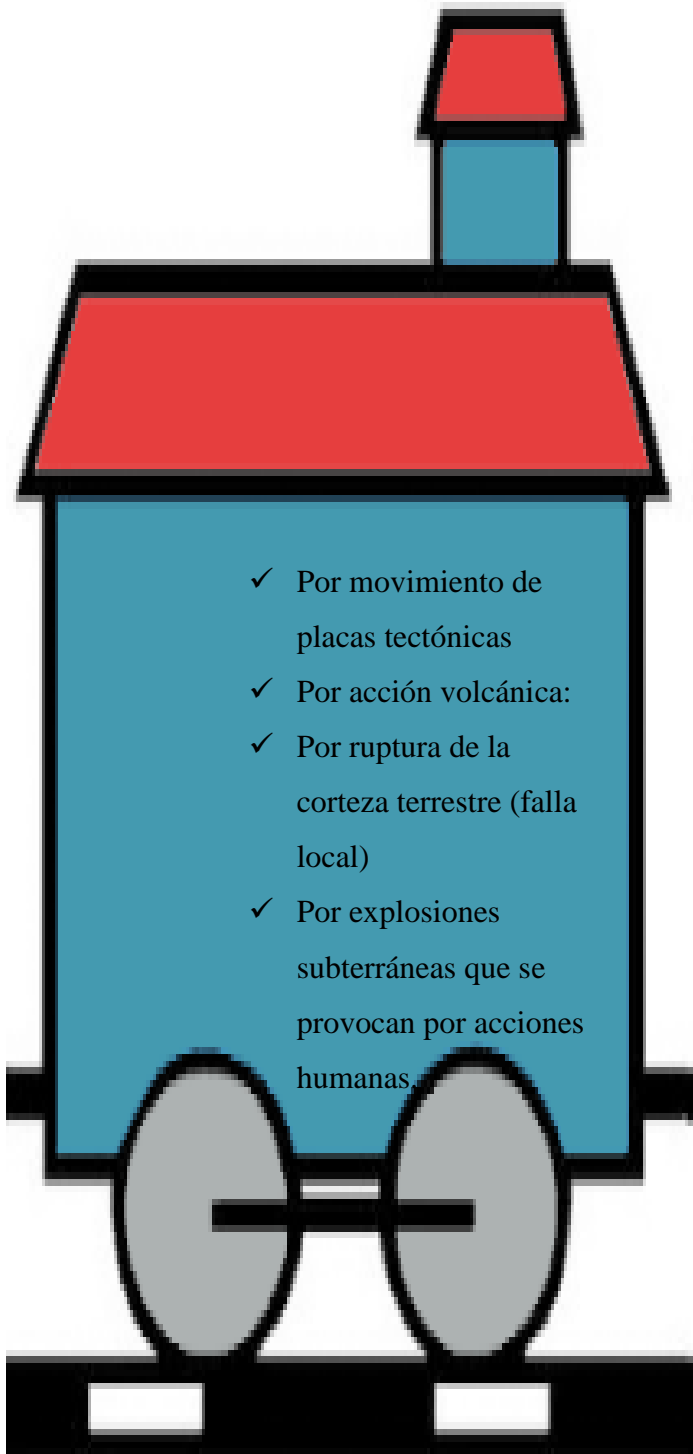 ✓ Por movimiento de
placas tectónicas
✓ Por acción volcánica:
✓ Por ruptura de la
corteza terrestre (falla
local)
✓ Por explosiones
subterráneas que se
provocan por acciones
humanas.